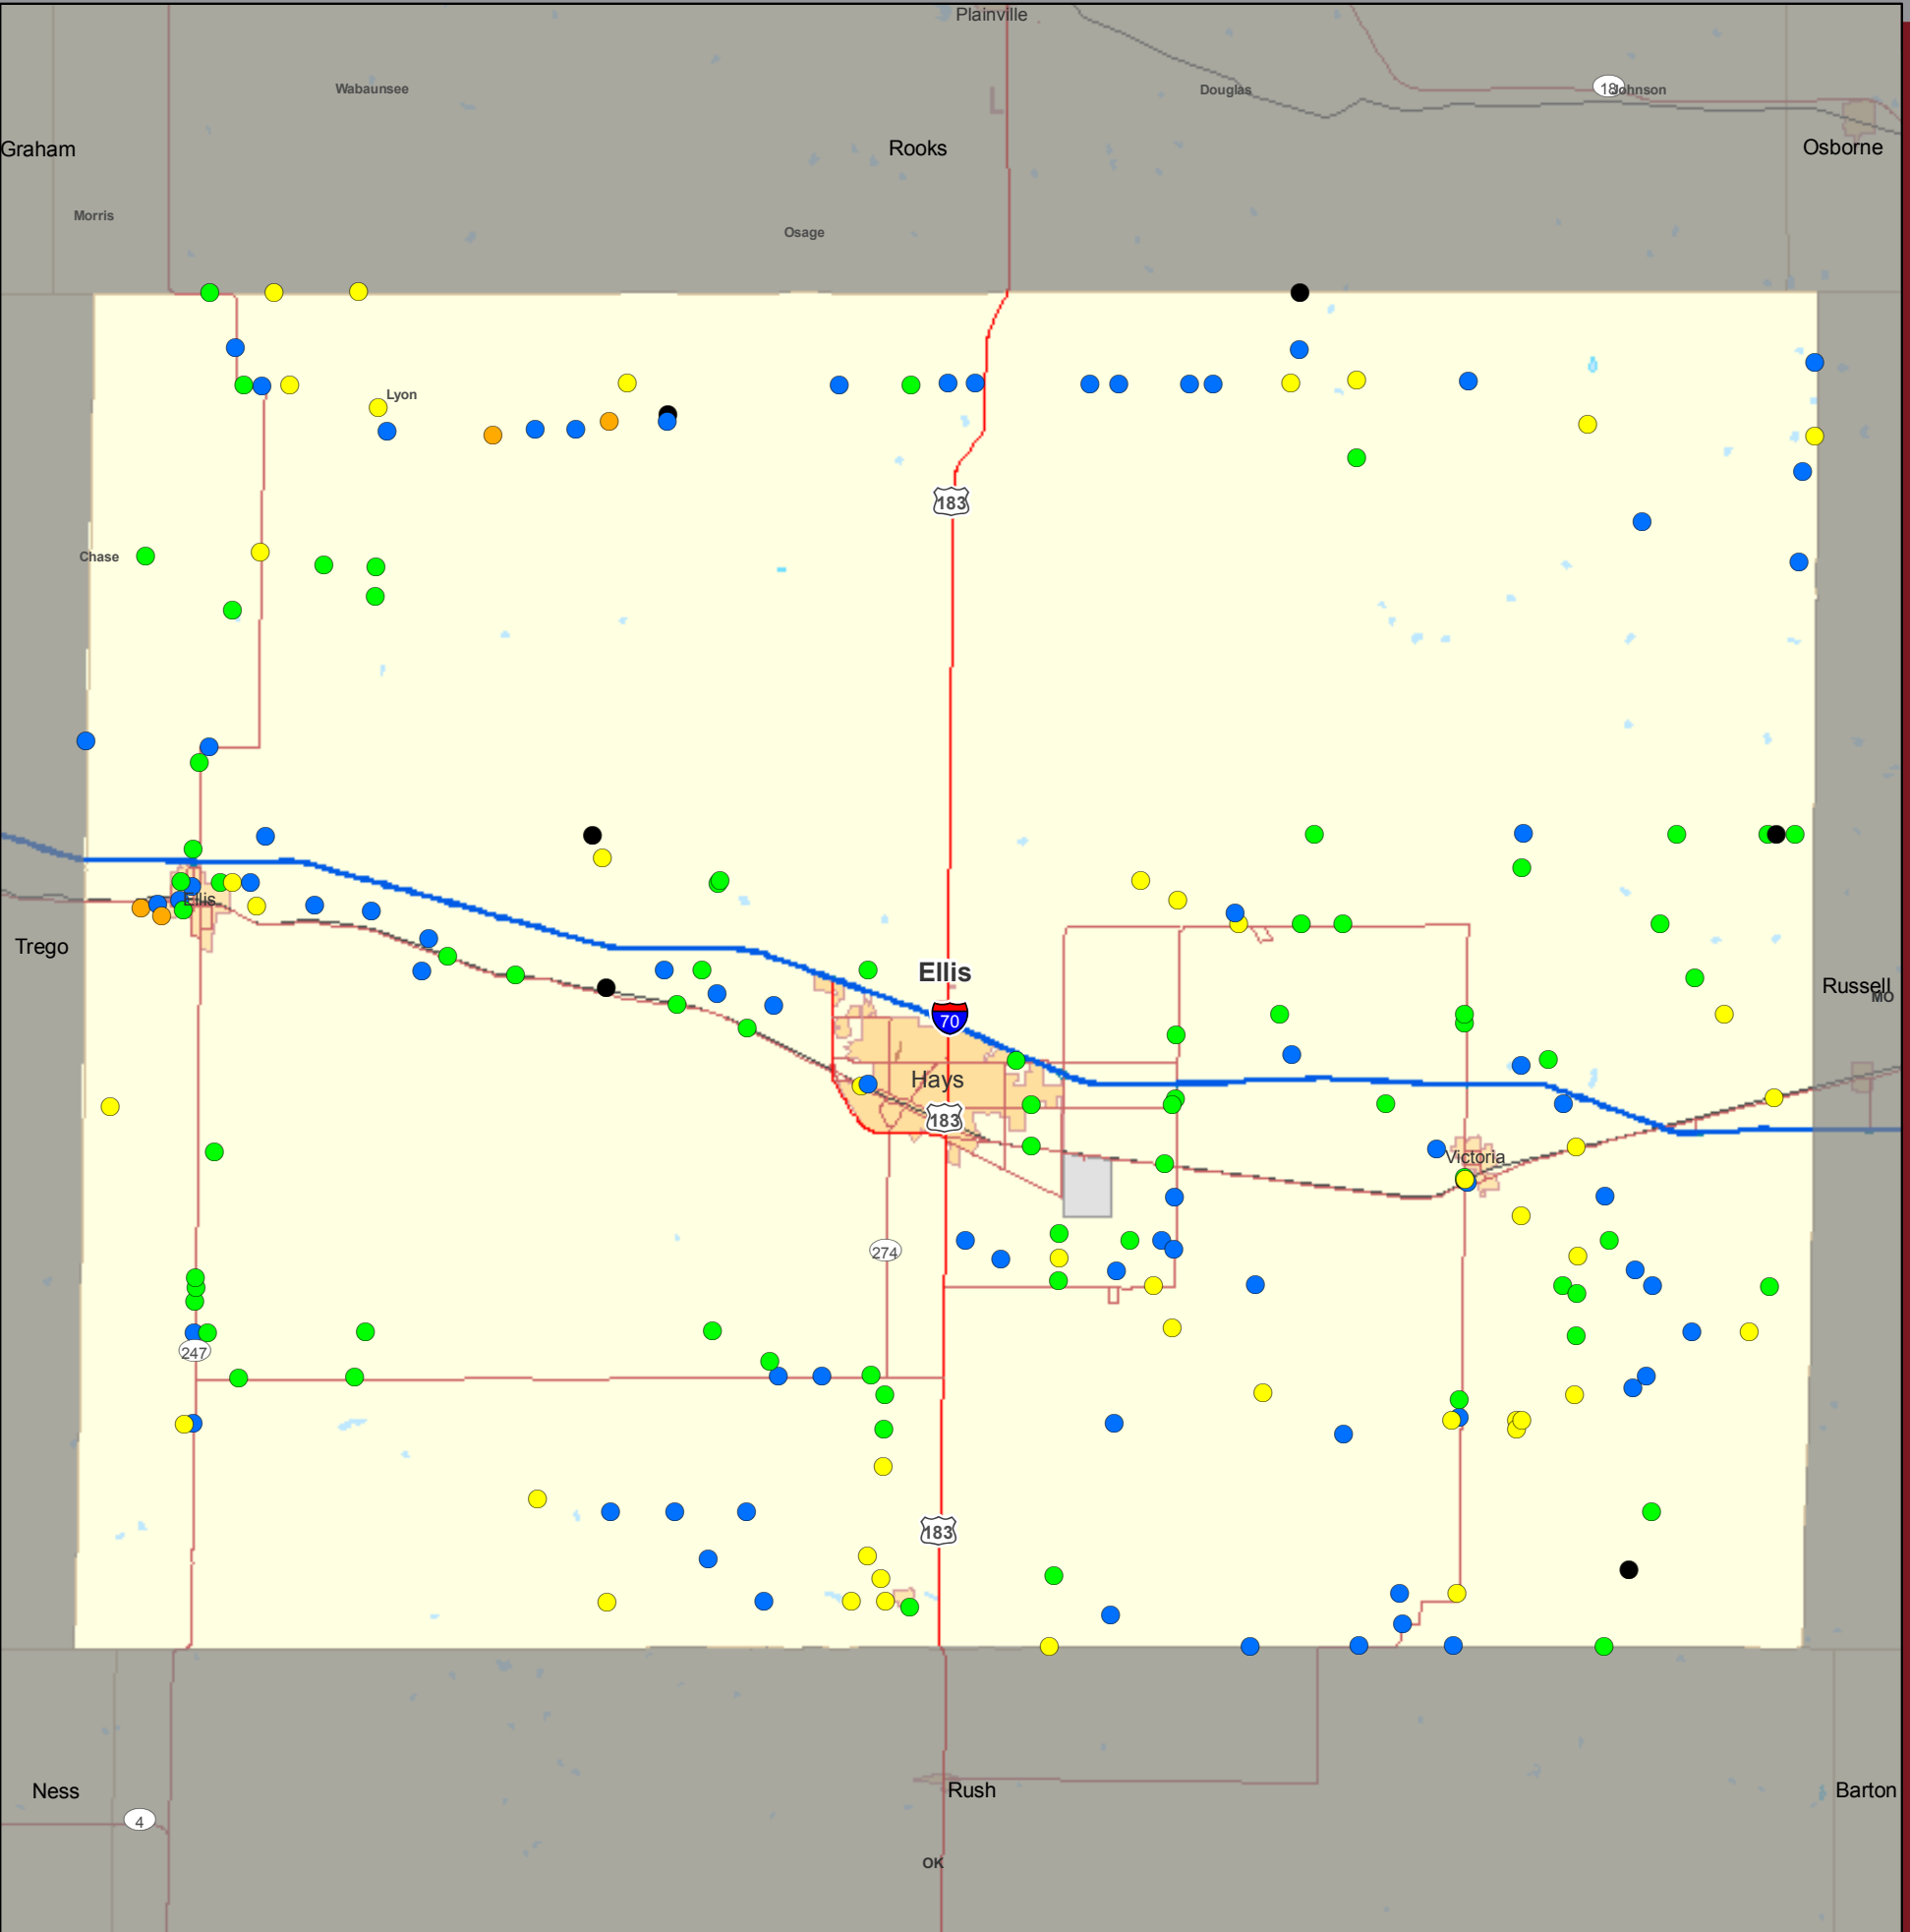 Plainville
Wabaunsee
Douglas
18
Johnson
Graham
Rooks
Osborne
Morris
Osage
Lyon
183
Chase
Ellis
Trego
Ellis
Russell
MO
70
Hays
183
Victoria
274
247
183
Ness
Rush
Barton
4
OK